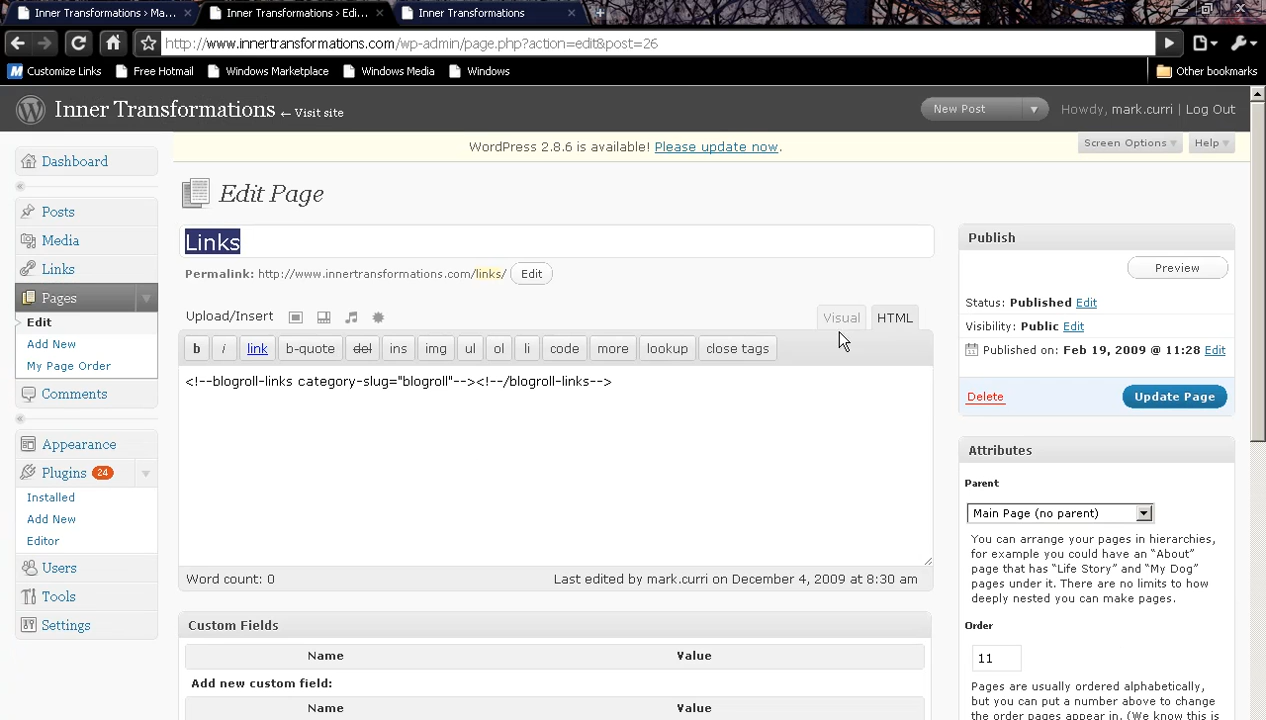 Inner Transformations › Ma...
Inner Transformations › Edi...
Inner Transformations
http://www.innertransformations.com/wp-admin/page.php?action=edit&post=26
Customize Links
Free Hotmail
Windows Marketplace
Windows Media
Windows
Other bookmarks
Inner Transformations ← Visit site
New Post
Howdy, mark.curri | Log Out
WordPress 2.8.6 is available! Please update now.
Screen Options
Help
Dashboard
Posts
Media
Links
Pages
Edit
Add New
My Page Order
Comments
Appearance
Plugins 24
Installed
Add New
Editor
Users
Tools
Settings
Edit Page
Links
Permalink: http://www.innertransformations.com/links/ Edit
Upload/Insert
Visual
HTML
b i link b-quote del ins img ul ol li code more lookup close tags
<!--blogroll-links category-slug="blogroll"--><!--/blogroll-links-->
Word count: 0
Last edited by mark.curri on December 4, 2009 at 8:30 am
Custom Fields
Name Value
Add new custom field:
Name Value
Publish
Preview
Status: Published Edit
Visibility: Public Edit
Published on: Feb 19, 2009 @ 11:28 Edit
Delete
Update Page
Attributes
Parent
Main Page (no parent)
You can arrange your pages in hierarchies,
for example you could have an “About”
page that has “Life Story” and “My Dog”
pages under it. There are no limits to how
deeply nested you can make pages.
Order
11
Pages are usually ordered alphabetically,
but you can put a number above to change
the order pages appear in. (We know this is